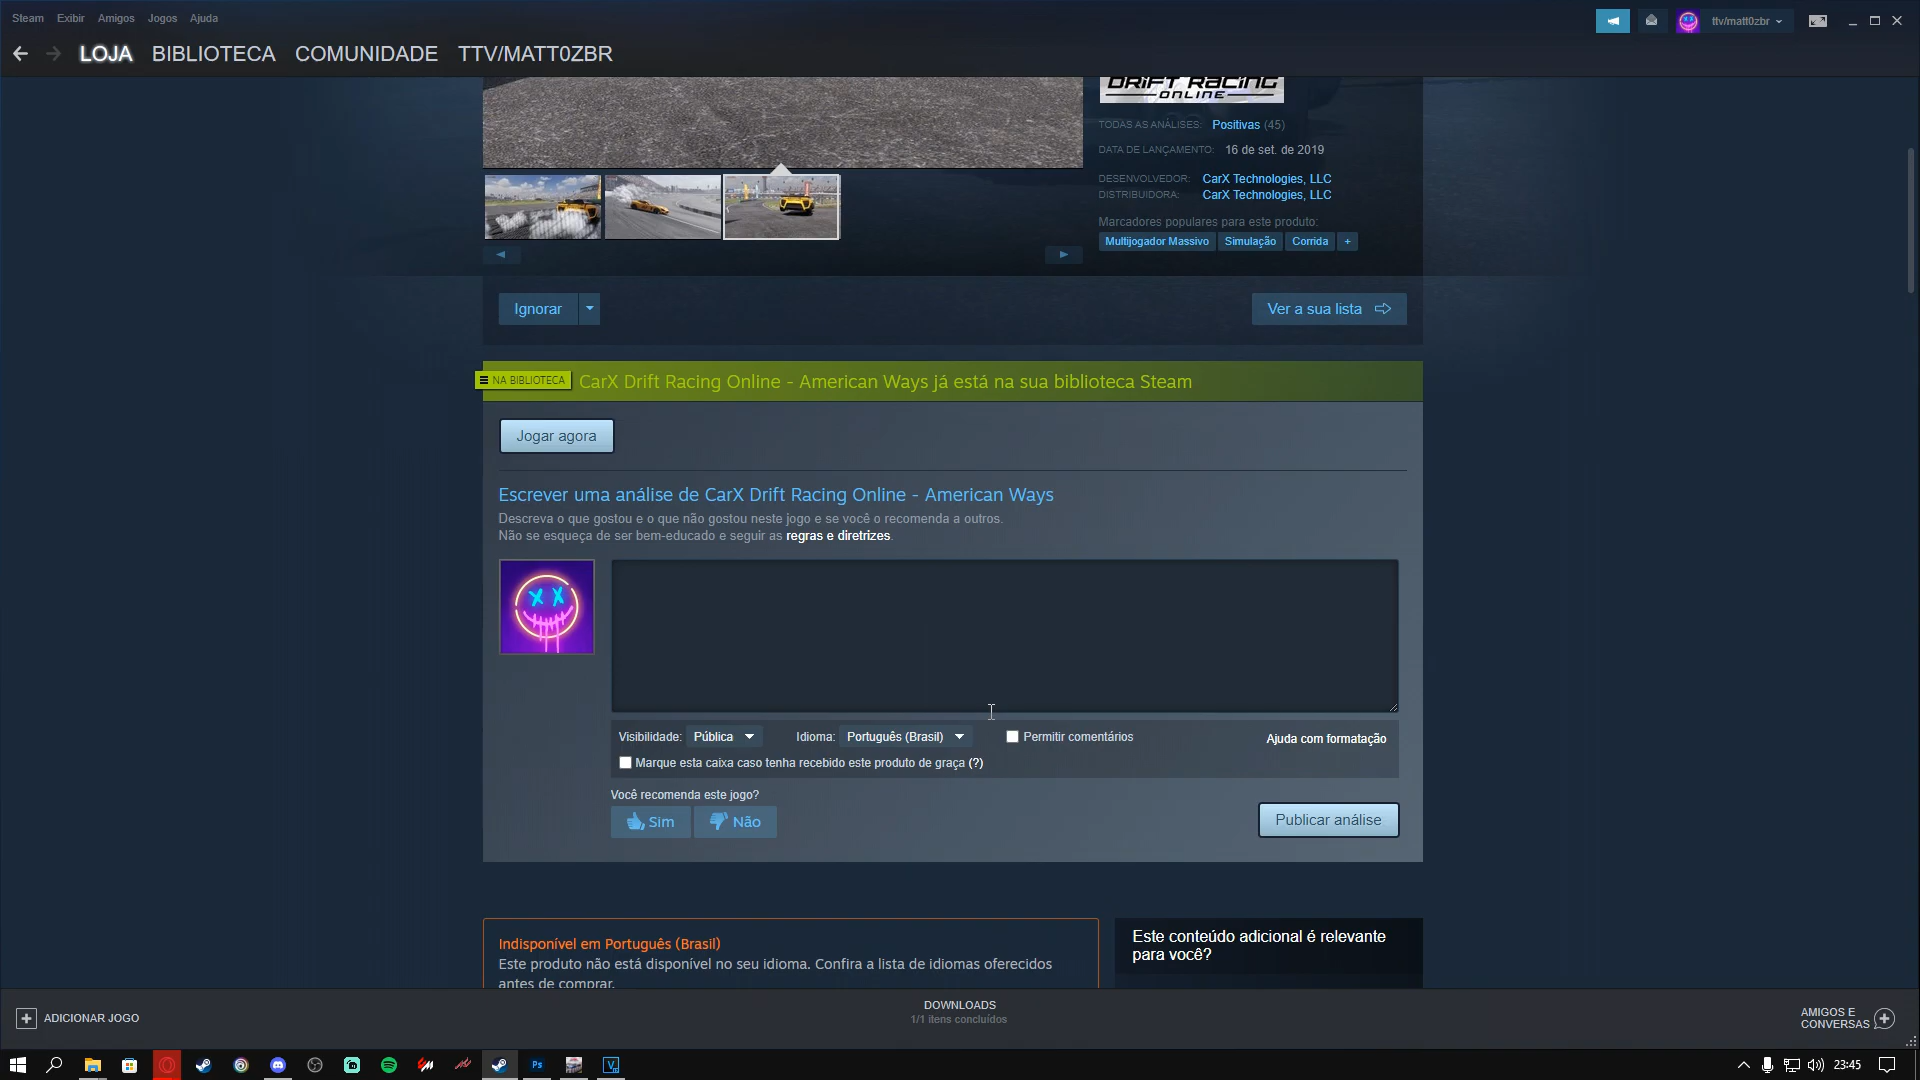 Steam Exibir Amigos Jogos Ajuda
ttv/matt0zbr
LOJA BIBLIOTECA COMUNIDADE TTV/MATT0ZBR
DRIFT RACING
ONLINE
TODAS AS ANÁLISES: Positivas (45)
DATA DE LANÇAMENTO: 16 de set. de 2019
DESENVOLVEDOR: CarX Technologies, LLC
DISTRIBUIDORA: CarX Technologies, LLC
Marcadores populares para este produto:
Multijogador Massivo Simulação Corrida +
Ignorar
Ver a sua lista
NA BIBLIOTECA CarX Drift Racing Online - American Ways já está na sua biblioteca Steam
Jogar agora
Escrever uma análise de CarX Drift Racing Online - American Ways
Descreva o que gostou e o que não gostou neste jogo e se você o recomenda a outros.
Não se esqueça de ser bem-educado e seguir as regras e diretrizes.
Visibilidade: Pública Idioma: Português (Brasil) Permitir comentários Ajuda com formatação
Marque esta caixa caso tenha recebido este produto de graça (?)
Você recomenda este jogo?
Sim Não
Publicar análise
Indisponível em Português (Brasil)
Este produto não está disponível no seu idioma. Confira a lista de idiomas oferecidos
antes de comprar.
Este conteúdo adicional é relevante
para você?
ADICIONAR JOGO
DOWNLOADS
1/1 itens concluídos
AMIGOS E
CONVERSAS
Ps
23:45